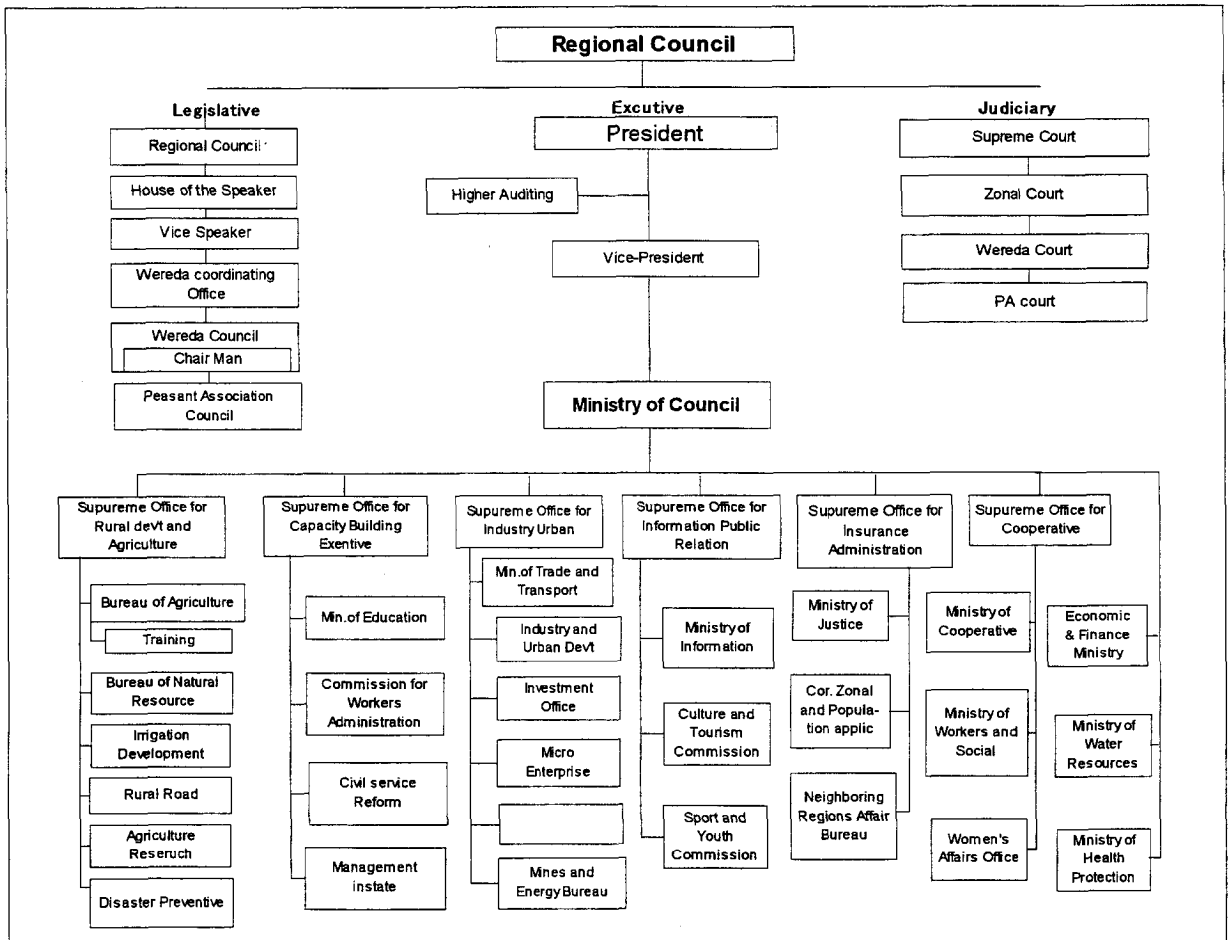 Regional Council
Legislative
Regional Council
House of the Speaker
Vice Speaker
Wereda coordinating
Office
Wereda Council
Chair Man
Peasant Association
Council
Excutive
President
Higher Auditing
Vice-President
Ministry of Council
Judiciary
Supreme Court
Zonal Court
Wereda Court
PA court
Supureme Office for
Rural dev't and
Agriculture
Bureau of Agriculture
Training
Bureau of Natural
Resource
Irrigation
Development
Rural Road
Agriculture
Reseruch
Disaster Preventive
Supureme Office for
Capacity Building
Exentive
Min.of Education
Commission for
Workers
Administration
Civil service
Reform
Management
instate
Supureme Office for
Industry Urban
Min.of Trade and
Transport
Industry and
Urban Dev't
Investment
Office
Micro
Enterprise
Mines and
Energy Bureau
Supureme Office for
Information Public
Relation
Ministry of
Information
Culture and
Tourism
Commission
Sport and
Youth
Commission
Supureme Office for
Insurance
Administration
Ministry of
Justice
Cor. Zonal
and Popula-
tion applic
Neighboring
Regions Affair
Bureau
Supureme Office for
Cooperative
Ministry of
Cooperative
Ministry of
Workers and
Social
Women's
Affairs Office
Economic
& Finance
Ministry
Ministry of
Water
Resources
Ministry of
Health
Protection